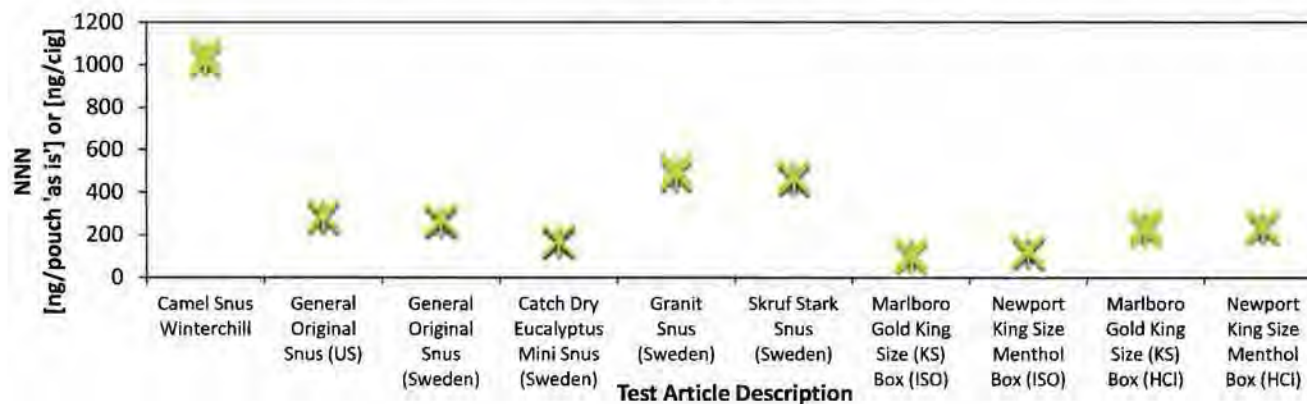 1200
1000
800
600
400
200
0
NNN
[ng/pouch 'as is'] or [ng/cig]
Camel Snus
Winterchill
General
Original
Snus (US)
General
Original
Snus
(Sweden)
Catch Dry
Eucalyptus
Mini Snus
(Sweden)
Granit
Snus
(Sweden)
Skruf Stark
Snus
(Sweden)
Marlboro
Gold King
Size (KS)
Box (ISO)
Newport
King Size
Menthol
Box (ISO)
Marlboro
Gold King
Size (KS)
Box (HCI)
Newport
King Size
Menthol
Box (HCI)
Test Article Description